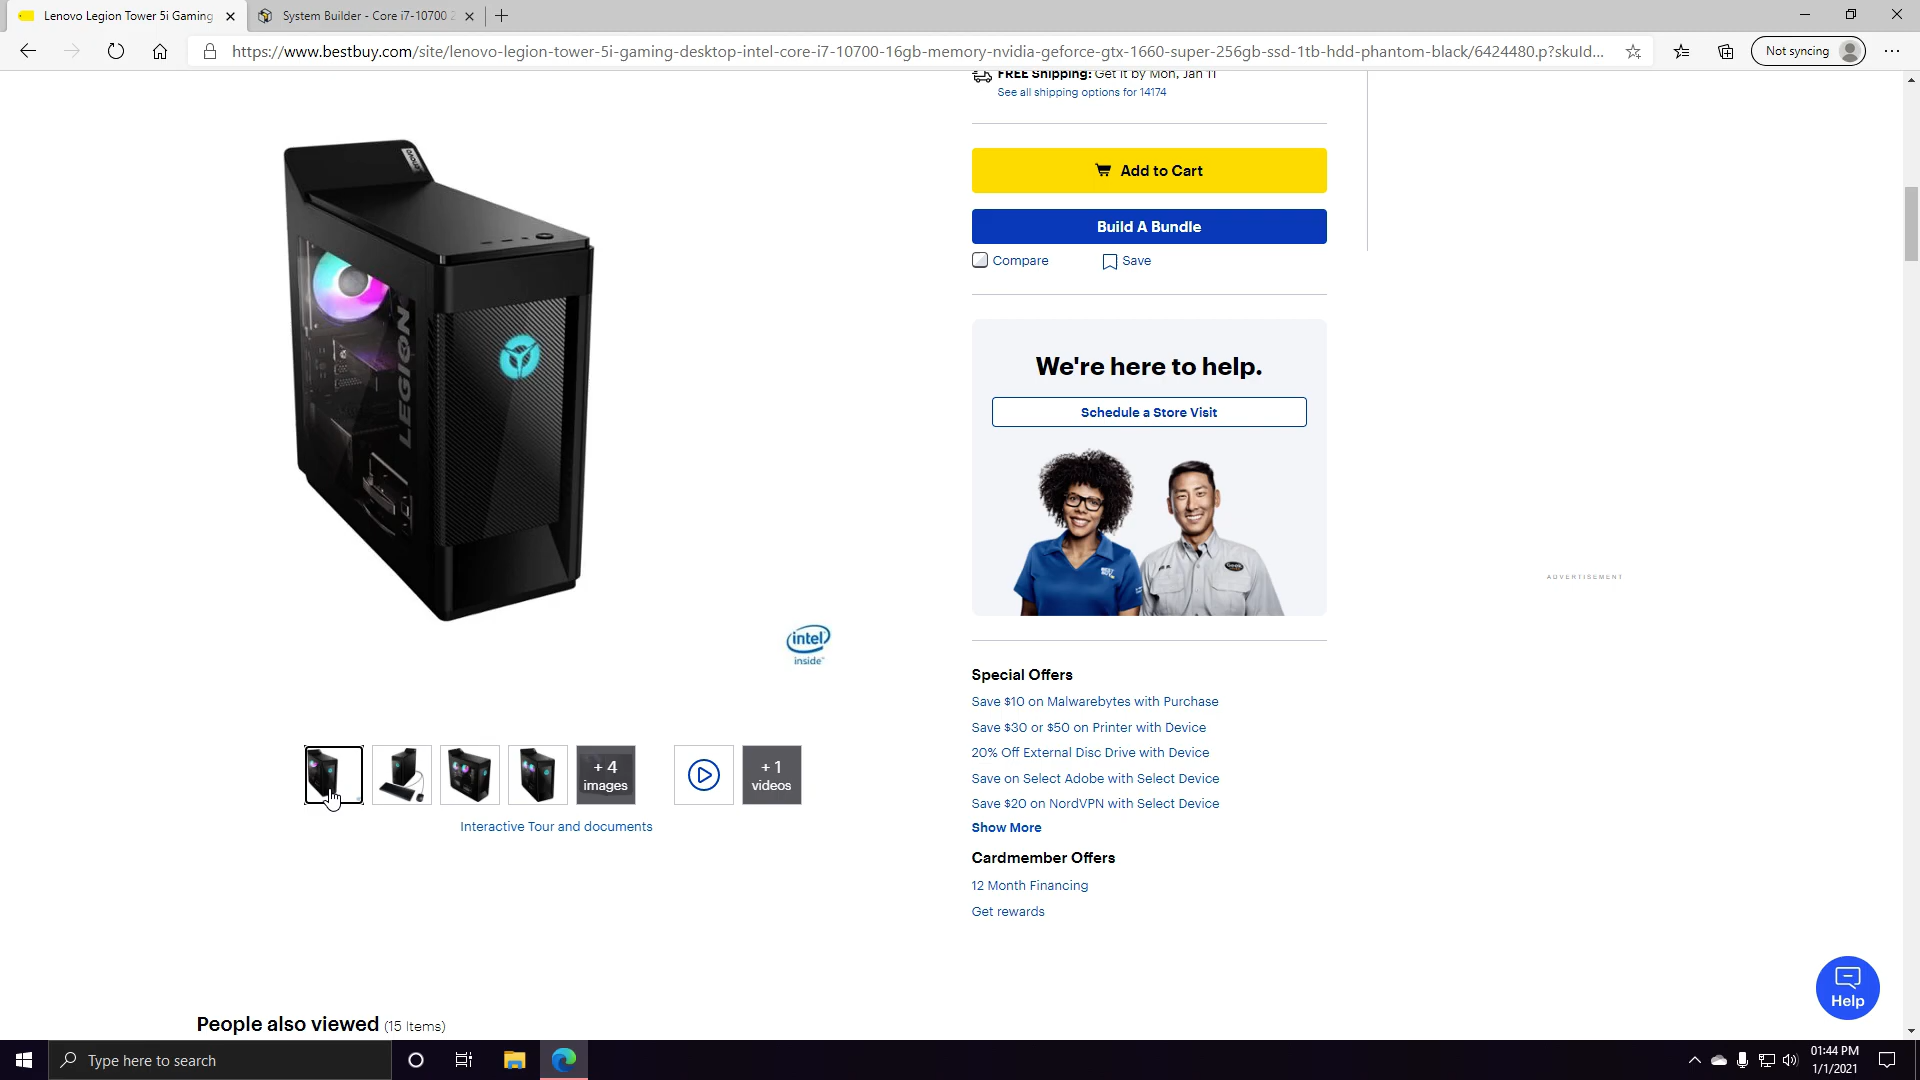 Lenovo Legion Tower 5i Gaming
System Builder - Core i7-10700 2
https://www.bestbuy.com/site/lenovo-legion-tower-5i-gaming-desktop-intel-core-i7-10700-16gb-memory-nvidia-geforce-gtx-1660-super-256gb-ssd-1tb-hdd-phantom-black/6424480.p?skuId...
Not syncing
FREE Shipping: Get it by Mon, Jan 11
See all shipping options for 14174
Add to Cart
Build A Bundle
Compare
Save
We're here to help.
Schedule a Store Visit
LEGION
intel
inside™
ADVERTISEMENT
Special Offers
Save $10 on Malwarebytes with Purchase
Save $30 or $50 on Printer with Device
20% Off External Disc Drive with Device
Save on Select Adobe with Select Device
Save $20 on NordVPN with Select Device
Show More
+ 4
images
+ 1
videos
Interactive Tour and documents
Cardmember Offers
12 Month Financing
Get rewards
Help
People also viewed (15 Items)
Type here to search
01:44 PM
1/1/2021